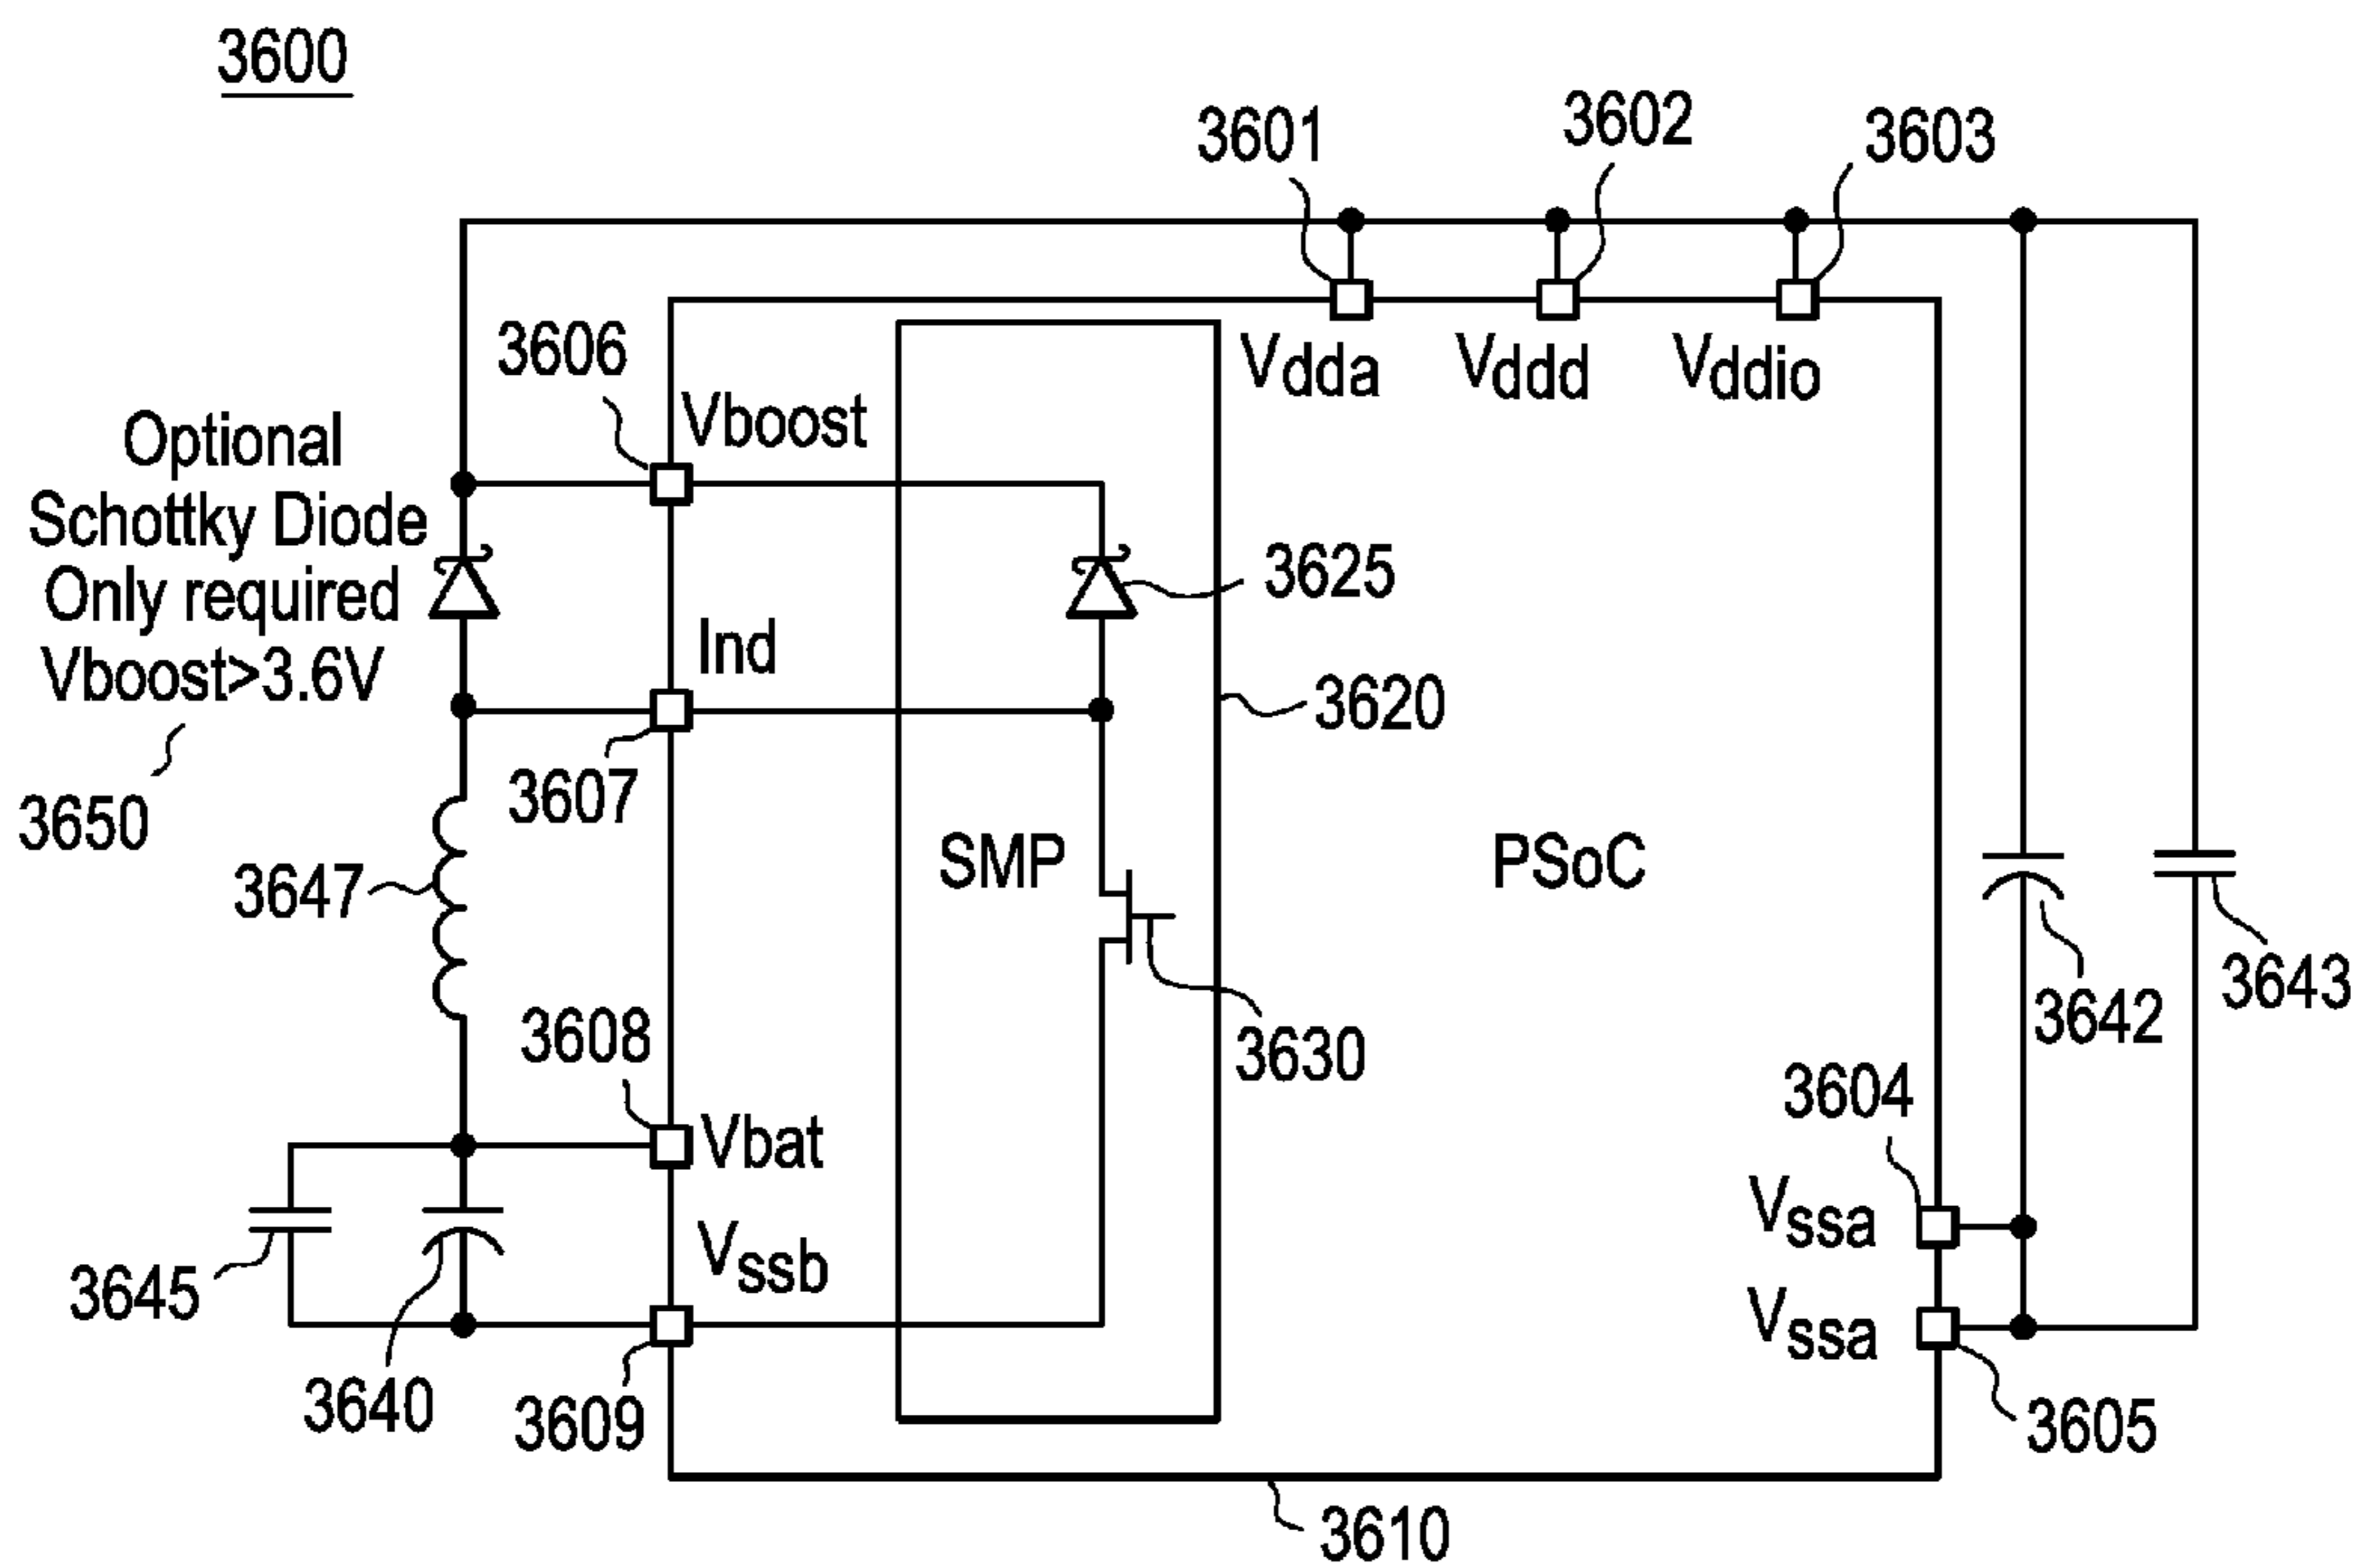 3600
3601
3602
3603
3606
Vdda
Vddd
Vddio
Vboost
Optional
Schottky Diode
Only required
Vboost>3.6V
3625
Ind
3620
3607
3650
SMP
PSoC
3647
3643
3642
3608
3630
3604
Vbat
Vssa
Vssb
3645
Vssa
3640
3609
3605
3610